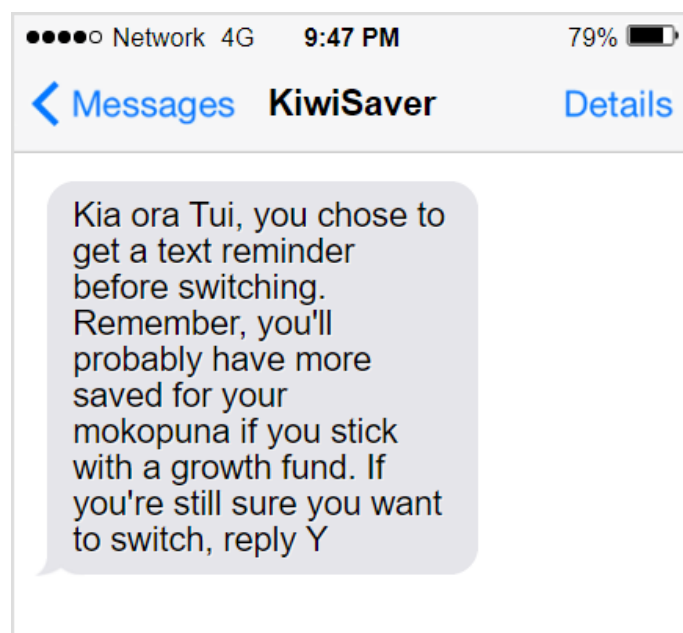 ●●●●○ Network 4G 9:47 PM 79%
Messages KiwiSaver Details
Kia ora Tui, you chose to
get a text reminder
before switching.
Remember, you'll
probably have more
saved for your
mokopuna if you stick
with a growth fund. If
you're still sure you want
to switch, reply Y